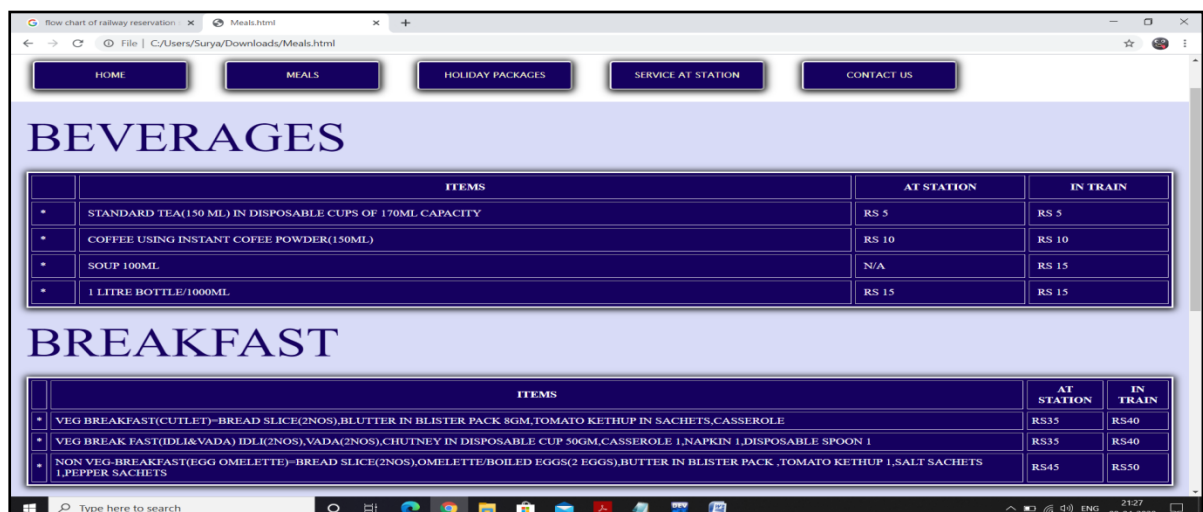 flow chart of railway reservation
Meals.html
File | C:/Users/Surya/Downloads/Meals.html
HOME MEALS HOLIDAY PACKAGES SERVICE AT STATION CONTACT US
BEVERAGES
ITEMS AT STATION IN TRAIN
* STANDARD TEA(150 ML) IN DISPOSABLE CUPS OF 170ML CAPACITY RS 5 RS 5
* COFFEE USING INSTANT COFEE POWDER(150ML) RS 10 RS 10
* SOUP 100ML N/A RS 15
* 1 LITRE BOTTLE/1000ML RS 15 RS 15
BREAKFAST
ITEMS AT STATION IN TRAIN
* VEG BREAKFAST(CUTLET)=BREAD SLICE(2NOS),BLUTTER IN BLISTER PACK 8GM,TOMATO KETHUP IN SACHETS,CASSEROLE RS35 RS40
* VEG BREAK FAST(IDLI&VADA) IDLI(2NOS),VADA(2NOS),CHUTNEY IN DISPOSABLE CUP 50GM,CASSEROLE 1,NAPKIN 1,DISPOSABLE SPOON 1 RS35 RS40
* NON VEG-BREAKFAST(EGG OMELETTE)=BREAD SLICE(2NOS),OMELETTE/BOILED EGGS(2 EGGS),BUTTER IN BLISTER PACK ,TOMATO KETHUP 1,SALT SACHETS
1,PEPPER SACHETS RS45 RS50
Type here to search
DEV
ENG
21:27